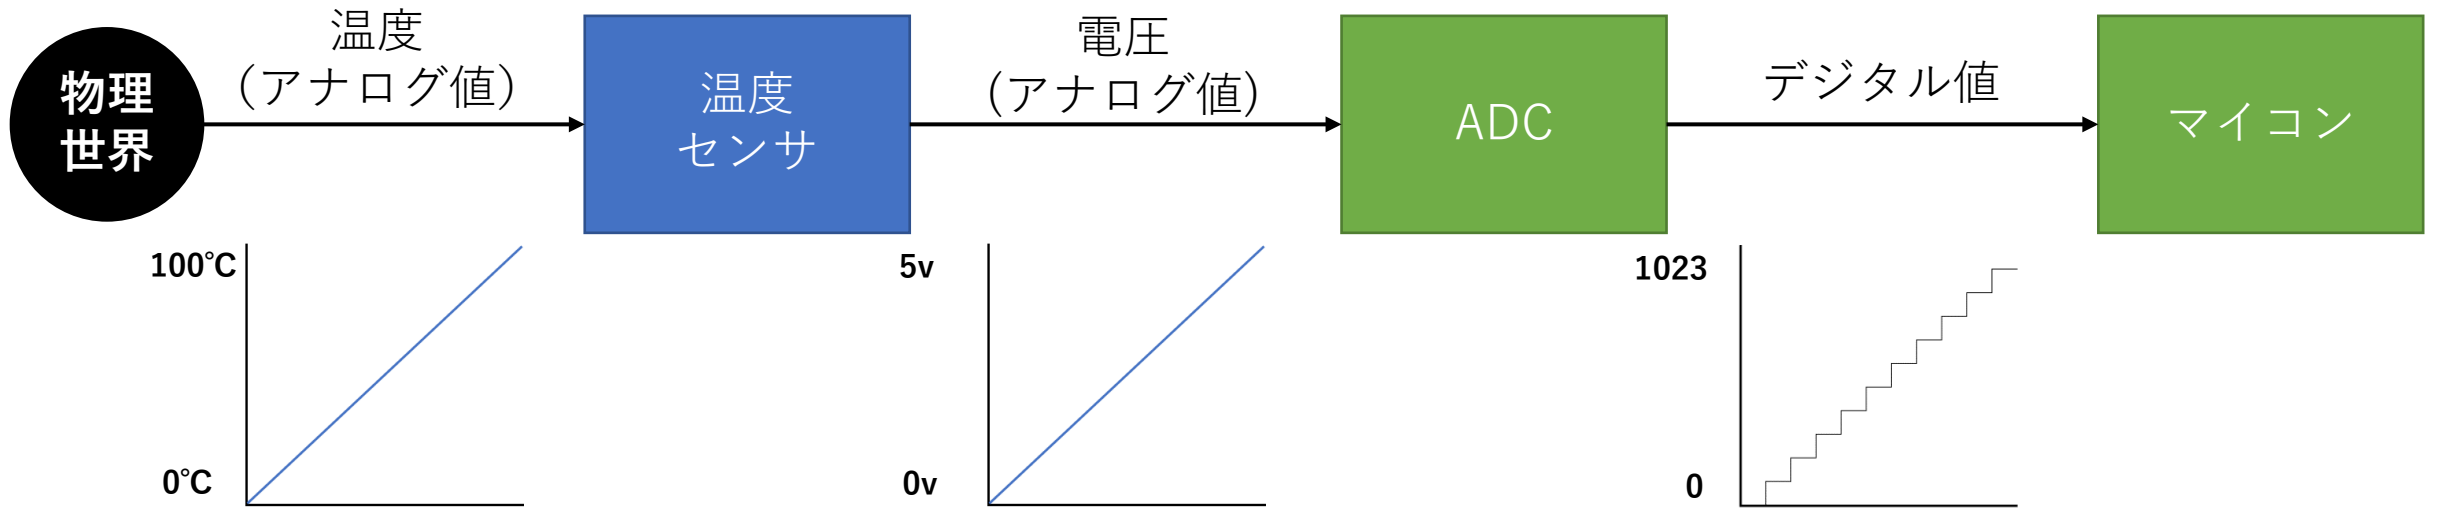 物理
世界
温度
(アナログ値)
温度
センサ
電圧
(アナログ値)
ADC
デジタル値
マイコン
100℃
0℃
5v
0v
1023
0